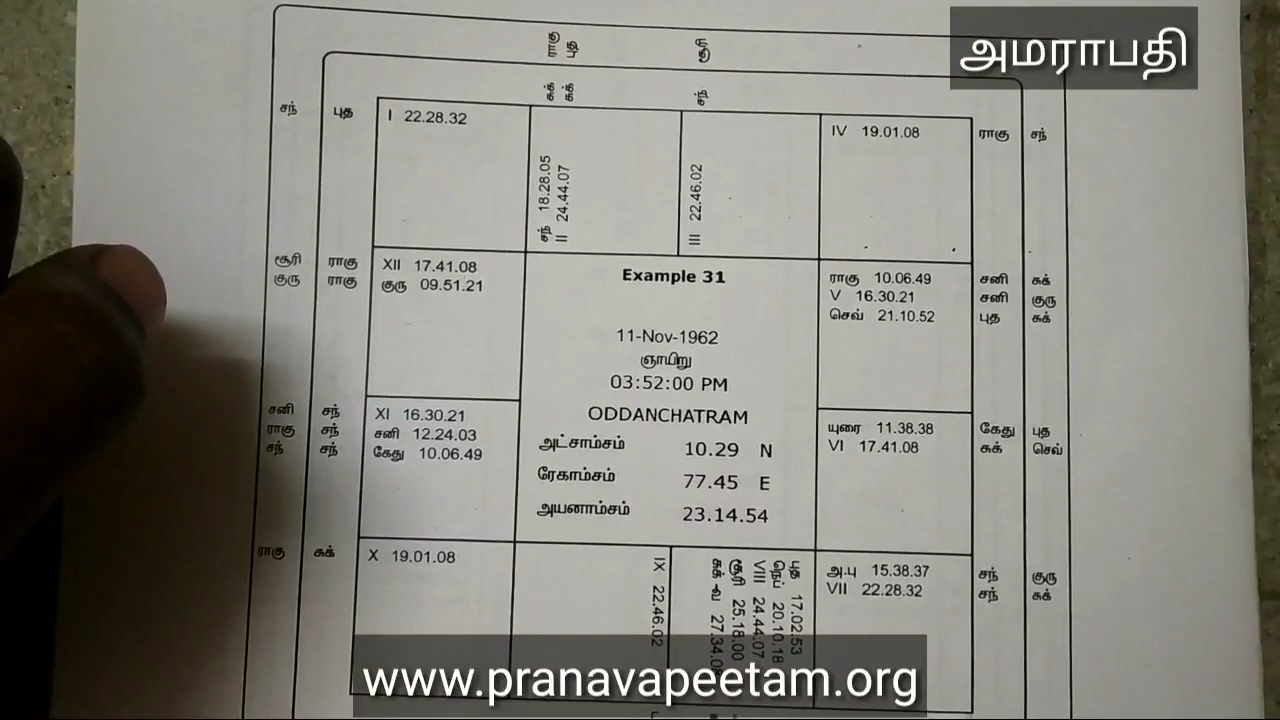 அமராபதி
ராகு
புத
சூரி
சுக்
சுக்
சந்
சந் புத
I 22.28.32
சந் 18.28.05
II 24.44.07
III 22.46.02
IV 19.01.08
ராகு சந்
சூரி ராகு
குரு ராகு
XII 17.41.08
குரு 09.51.21
Example 31
11-Nov-1962
ஞாயிறு
03:52:00 PM
ODDANCHATRAM
அட்சாம்சம் 10.29 N
ரேகாம்சம் 77.45 E
அயனாம்சம் 23.14.54
ராகு 10.06.49 சனி சுக்
V 16.30.21 சனி குரு
செவ் 21.10.52 புத சுக்
சனி சந் XI 16.30.21
ராகு சந் சனி 12.24.03
சந் சந் கேது 10.06.49
யுரை 11.38.38 கேது புத
VI 17.41.08 சுக் செவ்
ராகு சுக் X 19.01.08
IX 22.46.02
புத 17.02.53
நெப் 20.10.18
VIII 24.44.07
சூரி 25.18.00
சுக் -வ
அ.பு 15.38.37 சந் குரு
VII 22.28.32 சந் சுக்
www.pranavapeetam.org